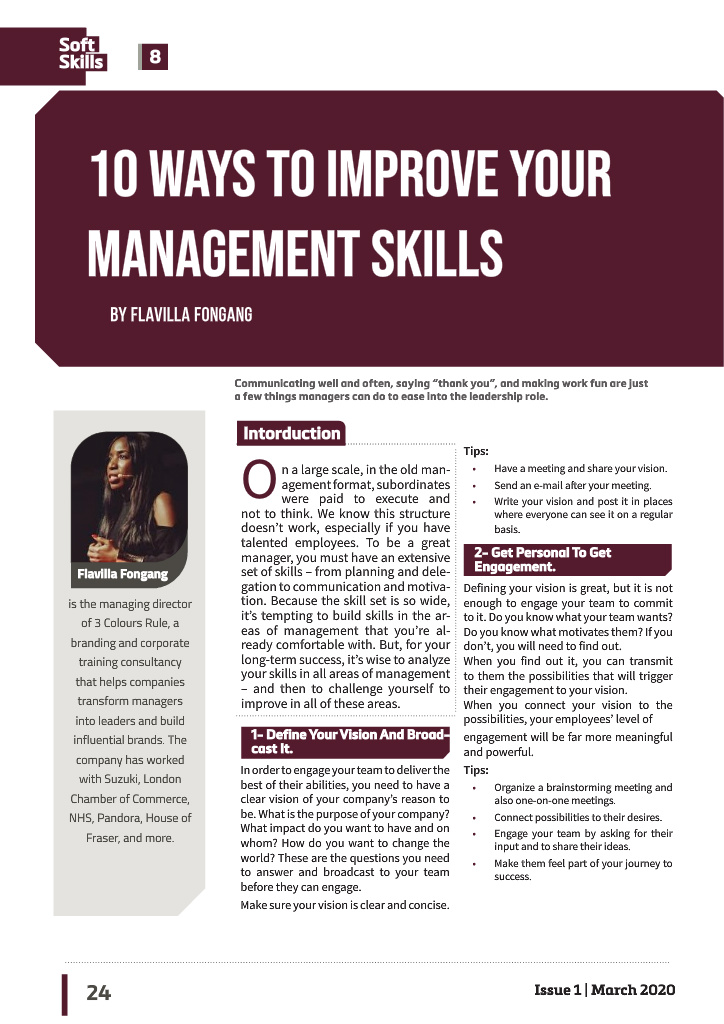 Soft
Skills
8
10 WAYS TO IMPROVE YOUR
MANAGEMENT SKILLS
BY FLAVILLA FONGANG
Communicating well and often, saying “thank you”, and making work fun are just
a few things managers can do to ease into the leadership role.
Flavilla Fongang
is the managing director
of 3 Colours Rule, a
branding and corporate
training consultancy
that helps companies
transform managers
into leaders and build
influential brands. The
company has worked
with Suzuki, London
Chamber of Commerce,
NHS, Pandora, House of
Fraser, and more.
Intorduction
On a large scale, in the old man-
agement format, subordinates
were paid to execute and
not to think. We know this structure
doesn’t work, especially if you have
talented employees. To be a great
manager, you must have an extensive
set of skills – from planning and dele-
gation to communication and motiva-
tion. Because the skill set is so wide,
it’s tempting to build skills in the ar-
eas of management that you’re al-
ready comfortable with. But, for your
long-term success, it’s wise to analyze
your skills in all areas of management
– and then to challenge yourself to
improve in all of these areas.
1- Define Your Vision And Broad-
cast It.
In order to engage your team to deliver the
best of their abilities, you need to have a
clear vision of your company’s reason to
be. What is the purpose of your company?
What impact do you want to have and on
whom? How do you want to change the
world? These are the questions you need
to answer and broadcast to your team
before they can engage.
Make sure your vision is clear and concise.
Tips:
• Have a meeting and share your vision.
• Send an e-mail after your meeting.
• Write your vision and post it in places
where everyone can see it on a regular
basis.
2- Get Personal To Get
Engagement.
Defining your vision is great, but it is not
enough to engage your team to commit
to it. Do you know what your team wants?
Do you know what motivates them? If you
don’t, you will need to find out.
When you find out it, you can transmit
to them the possibilities that will trigger
their engagement to your vision.
When you connect your vision to the
possibilities, your employees’ level of
engagement will be far more meaningful
and powerful.
Tips:
• Organize a brainstorming meeting and
also one-on-one meetings.
• Connect possibilities to their desires.
• Engage your team by asking for their
input and to share their ideas.
• Make them feel part of your journey to
success.
24
Issue 1 | March 2020